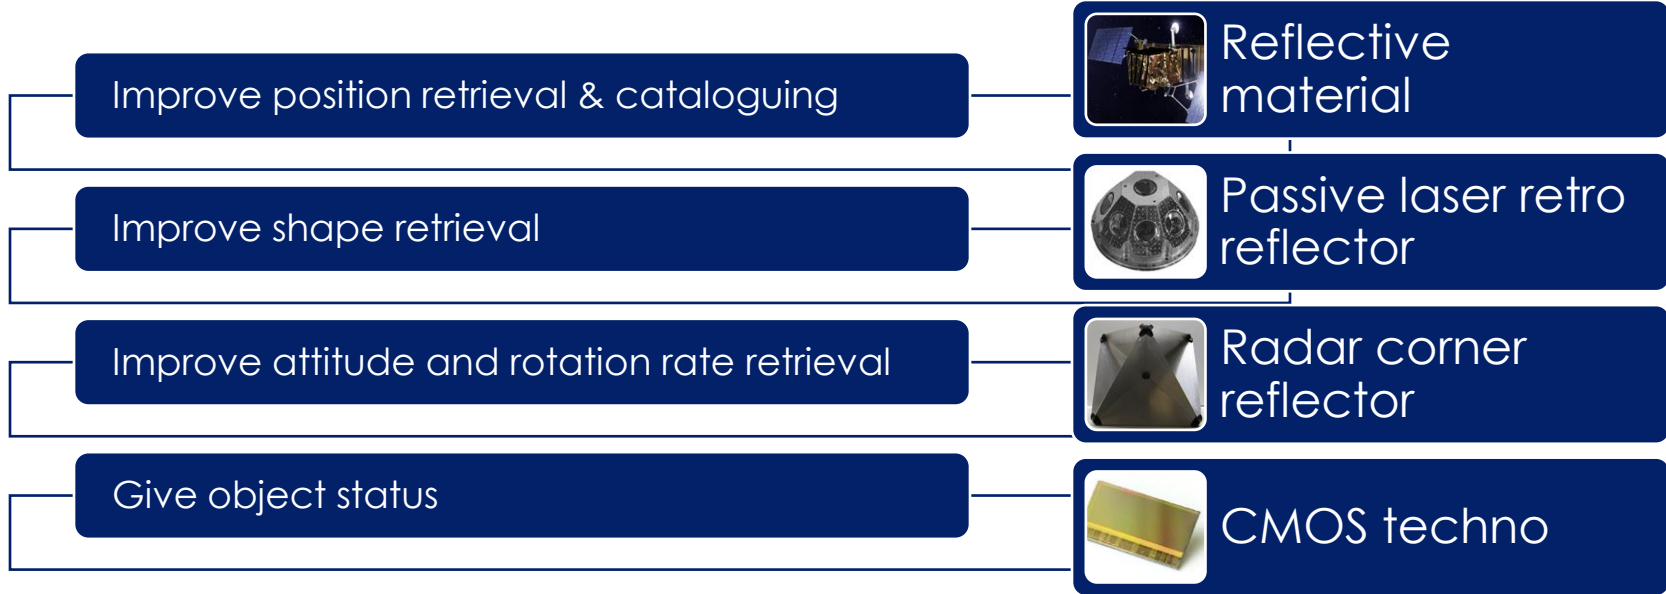 Improve position retrieval & cataloguing
Reflective
material
Improve shape retrieval
Passive laser retro
reflector
Improve attitude and rotation rate retrieval
Radar corner
reflector
Give object status
CMOS techno